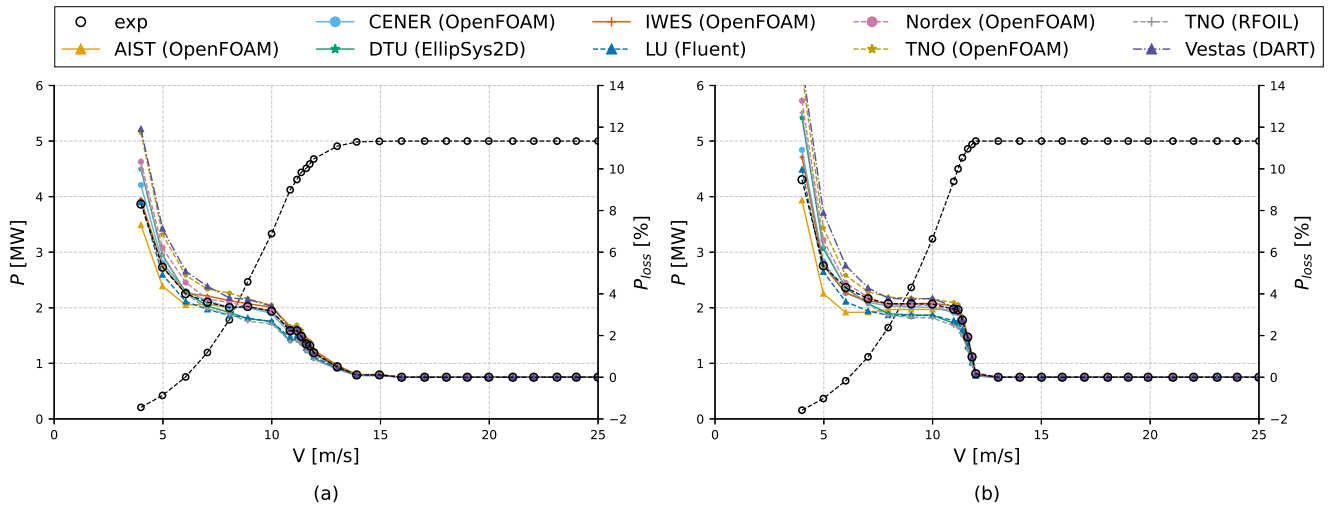 exp
CENER (OpenFOAM)
IWES (OpenFOAM)
Nordex (OpenFOAM)
TNO (RFOIL)
AIST (OpenFOAM)
DTU (EllipSys2D)
LU (Fluent)
TNO (OpenFOAM)
Vestas (DART)
6
5
4
3
2
1
0
P [MW]
14
12
10
8
6
4
2
0
−2
P_loss [%]
0 5 10 15 20 25
V [m/s]
(a)
6
5
4
3
2
1
0
P [MW]
14
12
10
8
6
4
2
0
−2
P_loss [%]
0 5 10 15 20 25
V [m/s]
(b)